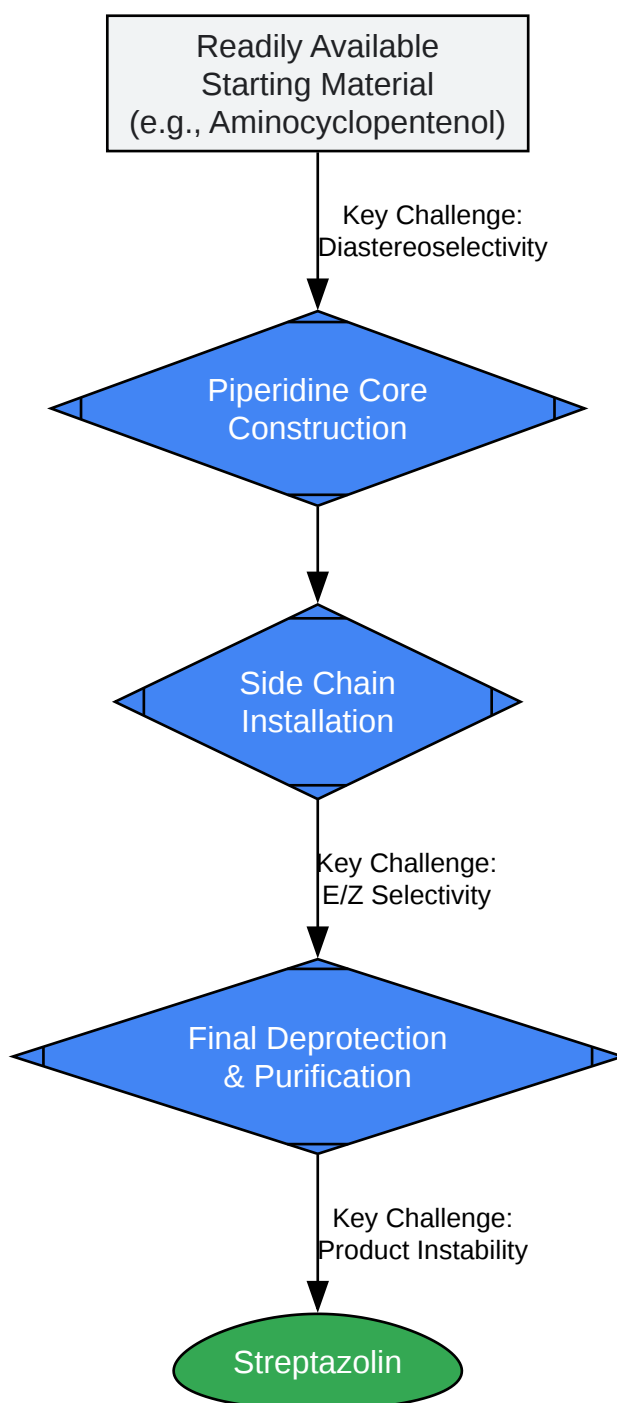 Readily Available
Starting Material
(e.g., Aminocyclopentenol)
Key Challenge:
Diastereoselectivity
Piperidine Core
Construction
Side Chain
Installation
Key Challenge:
E/Z Selectivity
Final Deprotection
& Purification
Key Challenge:
Product Instability
Streptazolin